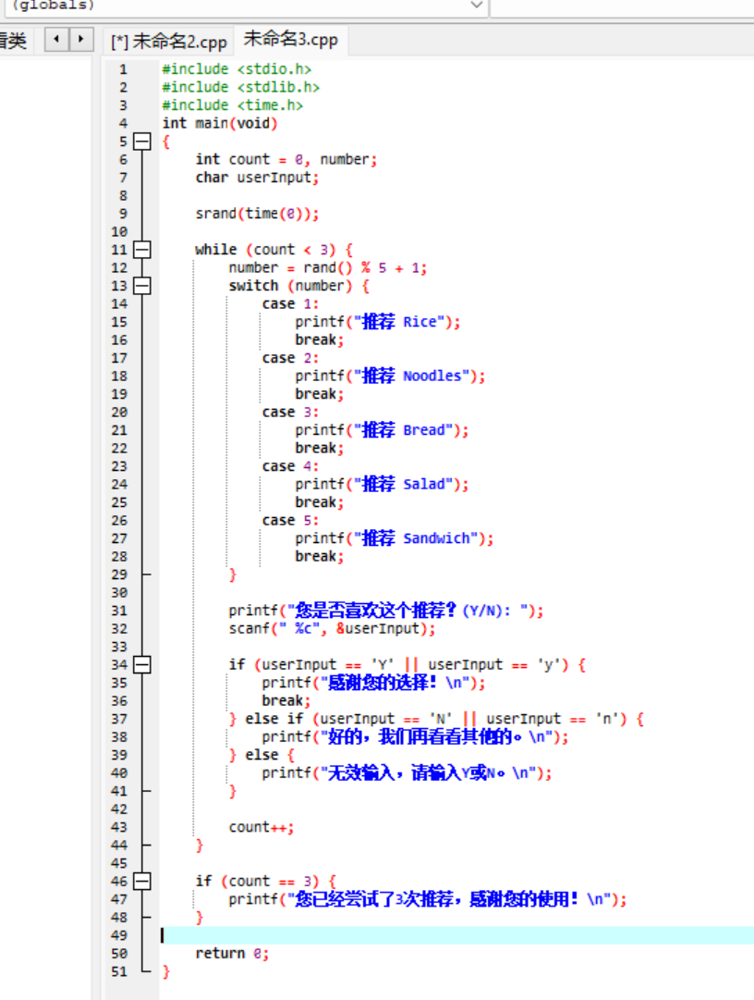 (globals)
看类 [*] 未命名2.cpp 未命名3.cpp
1 #include <stdio.h>
2 #include <stdlib.h>
3 #include <time.h>
4 int main(void)
5 {
6 int count = 0, number;
7 char userInput;
8
9 srand(time(0));
10
11 while (count < 3) {
12 number = rand() % 5 + 1;
13 switch (number) {
14 case 1:
15 printf("推荐 Rice");
16 break;
17 case 2:
18 printf("推荐 Noodles");
19 break;
20 case 3:
21 printf("推荐 Bread");
22 break;
23 case 4:
24 printf("推荐 Salad");
25 break;
26 case 5:
27 printf("推荐 Sandwich");
28 break;
29 }
30
31 printf("您是否喜欢这个推荐？(Y/N): ");
32 scanf(" %c", &userInput);
33
34 if (userInput == 'Y' || userInput == 'y') {
35 printf("感谢您的选择！\n");
36 break;
37 } else if (userInput == 'N' || userInput == 'n') {
38 printf("好的，我们再看看其他的。\n");
39 } else {
40 printf("无效输入，请输入Y或N。\n");
41 }
42
43 count++;
44 }
45
46 if (count == 3) {
47 printf("您已经尝试了3次推荐，感谢您的使用！\n");
48 }
49
50 return 0;
51 }